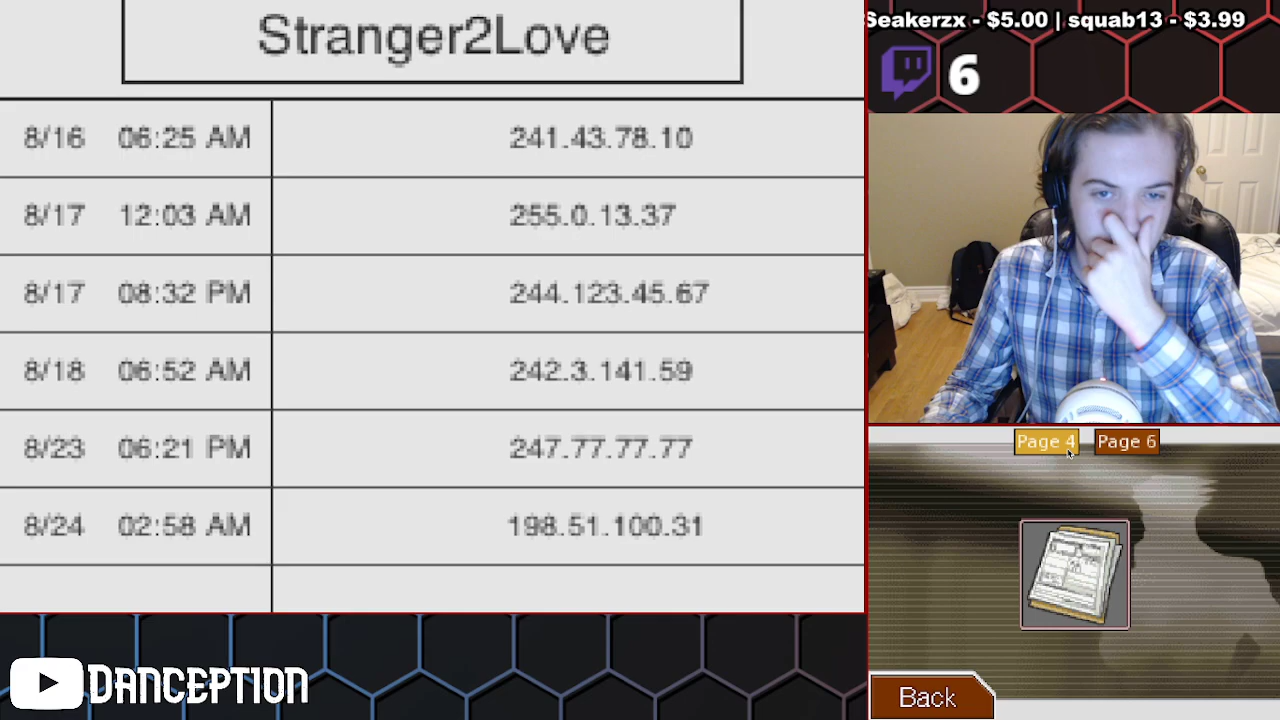 Stranger2Love
8/16 06:25 AM 241.43.78.10
8/17 12:03 AM 255.0.13.37
8/17 08:32 PM 244.123.45.67
8/18 06:52 AM 242.3.141.59
8/23 06:21 PM 247.77.77.77
8/24 02:58 AM 198.51.100.31
Seakerzx - $5.00 | squab13 - $3.99
6
Page 4 Page 6
Back
DANCEPTION